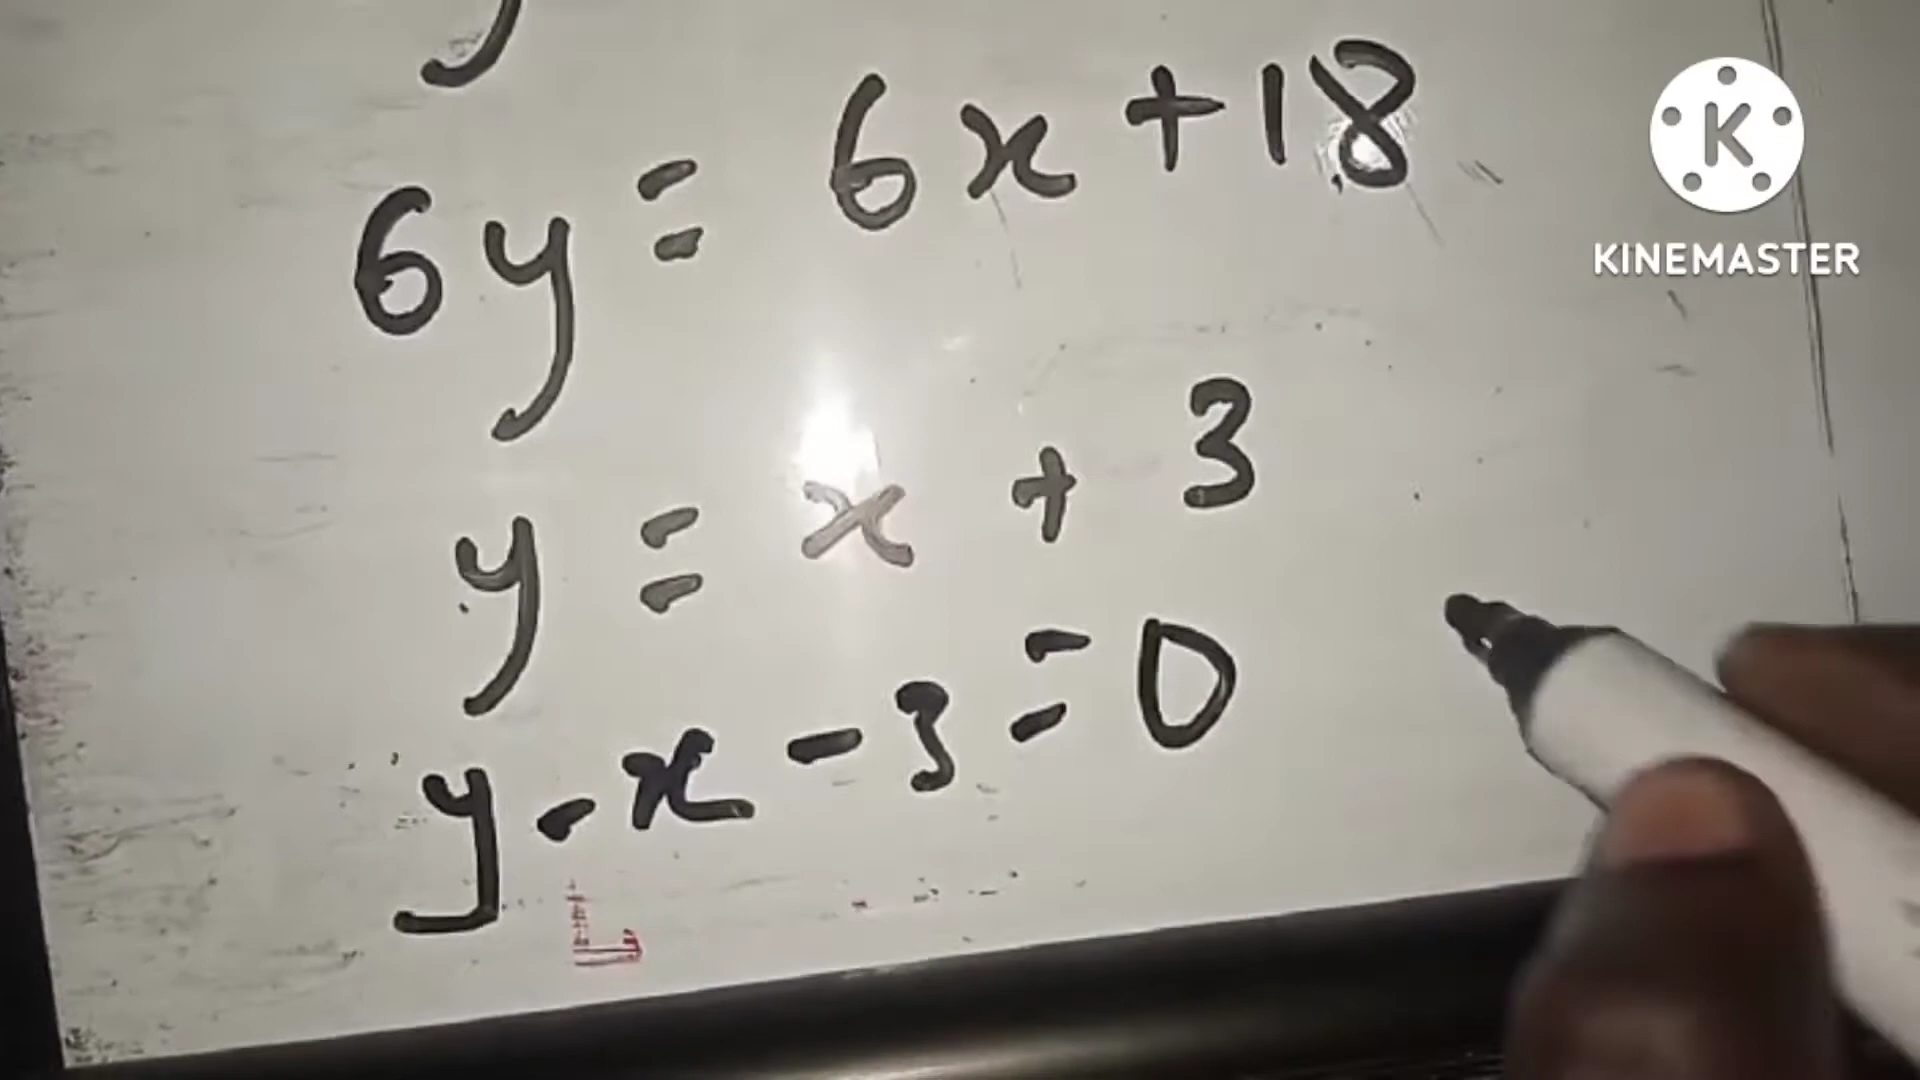 6y = 6x + 18
K
KINEMASTER
y = x + 3
y - x - 3 = 0